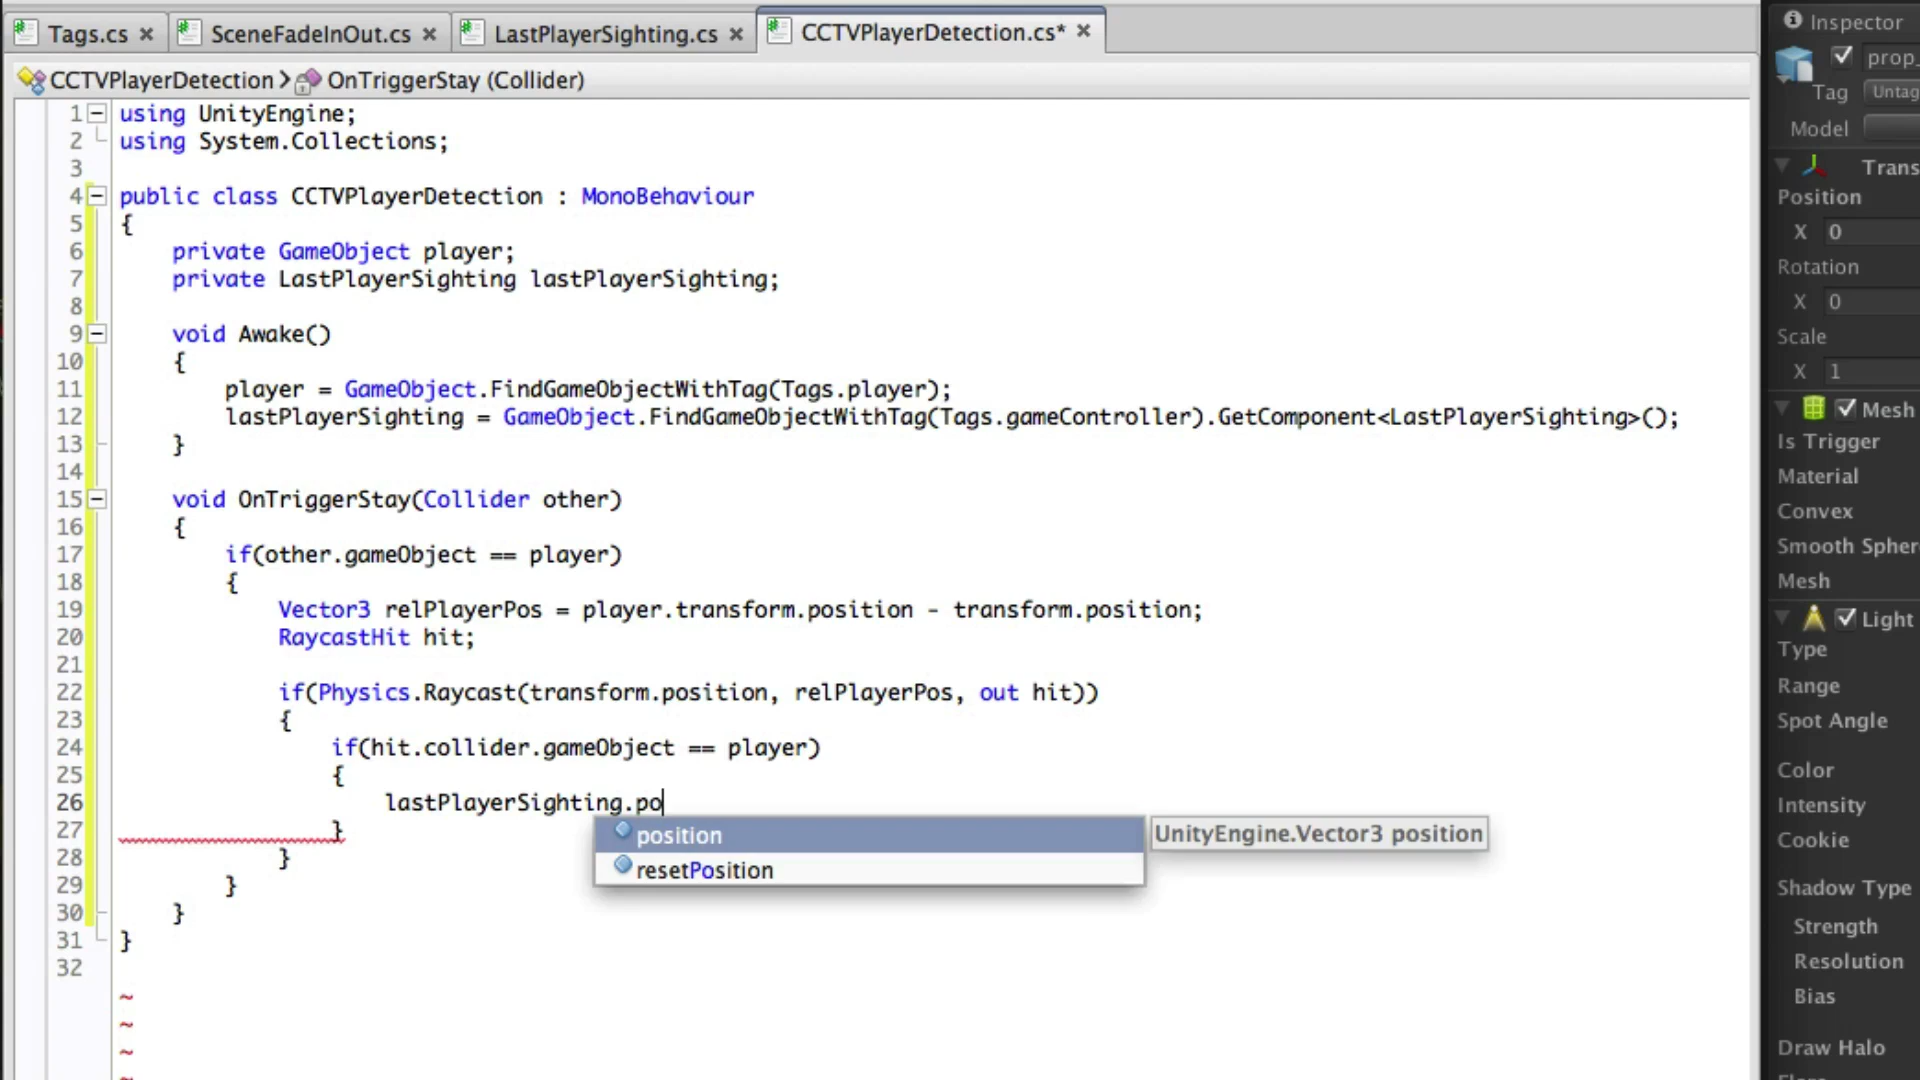 Tags.cs
SceneFadeInOut.cs
LastPlayerSighting.cs
CCTVPlayerDetection.cs*
CCTVPlayerDetection
OnTriggerStay (Collider)
1 using UnityEngine;
2 using System.Collections;
3
4 public class CCTVPlayerDetection : MonoBehaviour
5 {
6 private GameObject player;
7 private LastPlayerSighting lastPlayerSighting;
8
9 void Awake()
10 {
11 player = GameObject.FindGameObjectWithTag(Tags.player);
12 lastPlayerSighting = GameObject.FindGameObjectWithTag(Tags.gameController).GetComponent<LastPlayerSighting>();
13 }
14
15 void OnTriggerStay(Collider other)
16 {
17 if(other.gameObject == player)
18 {
19 Vector3 relPlayerPos = player.transform.position - transform.position;
20 RaycastHit hit;
21
22 if(Physics.Raycast(transform.position, relPlayerPos, out hit))
23 {
24 if(hit.collider.gameObject == player)
25 {
26 lastPlayerSighting.po
27 }
28 }
29 }
30 }
31 }
32
~
~
~
~
position
resetPosition
UnityEngine.Vector3 position
Inspector
prop_
Tag Untag
Model
Trans
Position
X 0
Rotation
X 0
Scale
X 1
Mesh
Is Trigger
Material
Convex
Smooth Spher
Mesh
Light
Type
Range
Spot Angle
Color
Intensity
Cookie
Shadow Type
Strength
Resolution
Bias
Draw Halo